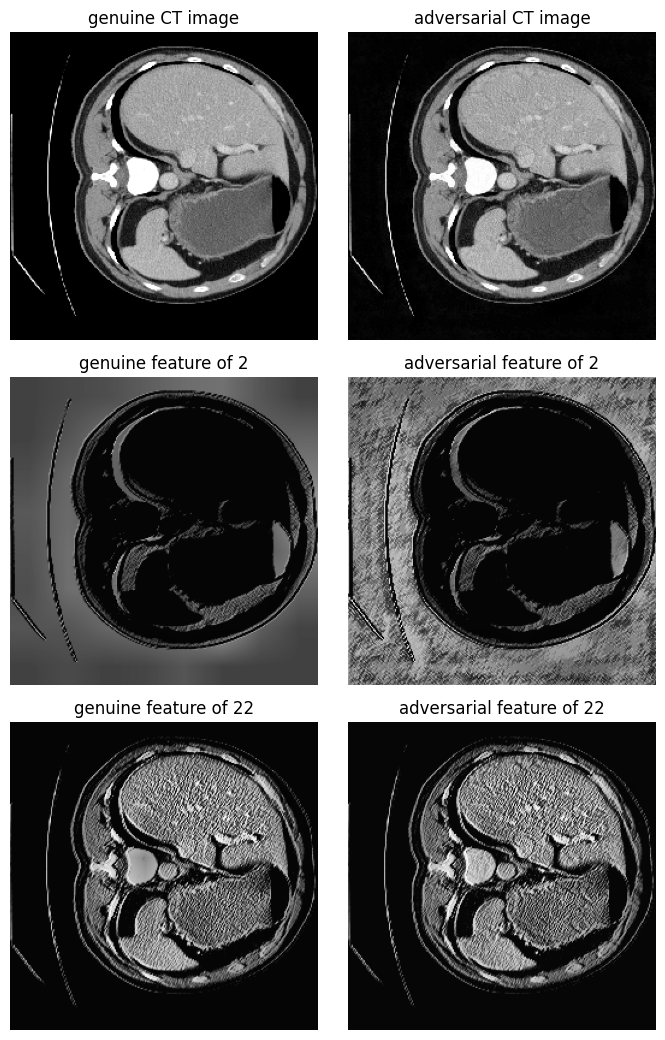 genuine CT image
adversarial CT image
genuine feature of 2
adversarial feature of 2
genuine feature of 22
adversarial feature of 22